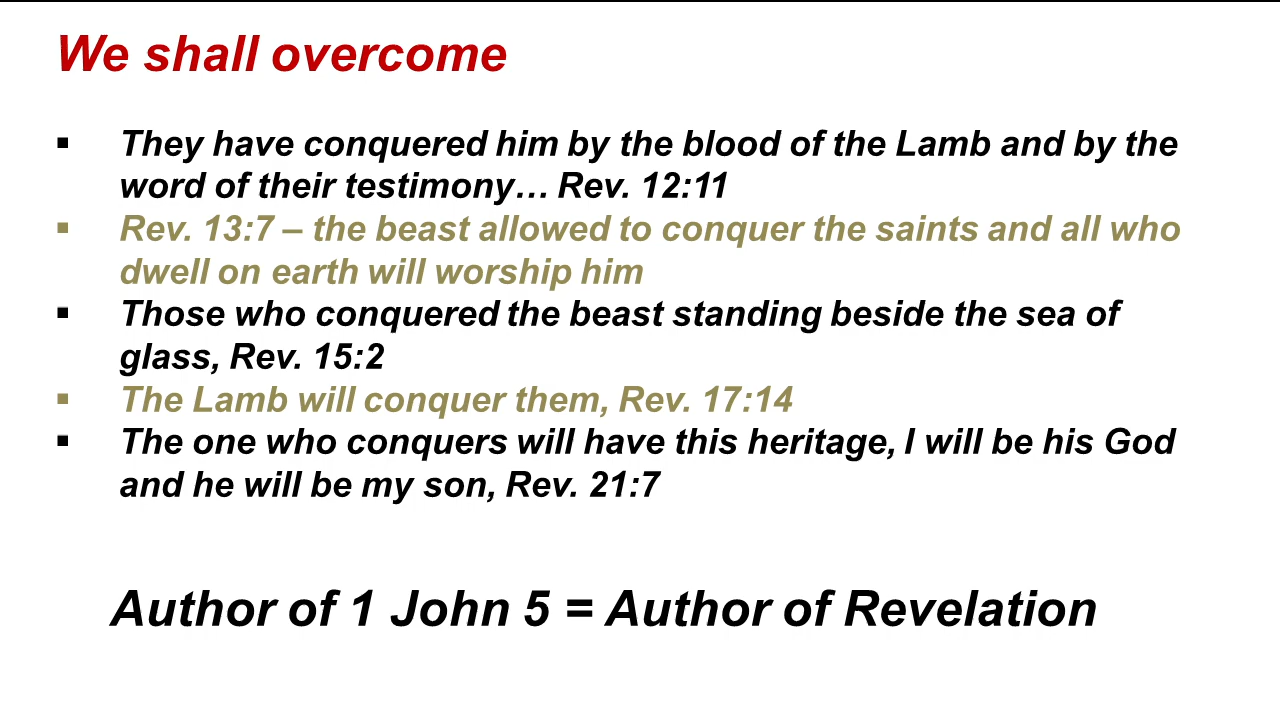 We shall overcome
▪ They have conquered him by the blood of the Lamb and by the
word of their testimony… Rev. 12:11
▪ Rev. 13:7 – the beast allowed to conquer the saints and all who
dwell on earth will worship him
▪ Those who conquered the beast standing beside the sea of
glass, Rev. 15:2
▪ The Lamb will conquer them, Rev. 17:14
▪ The one who conquers will have this heritage, I will be his God
and he will be my son, Rev. 21:7
Author of 1 John 5 = Author of Revelation